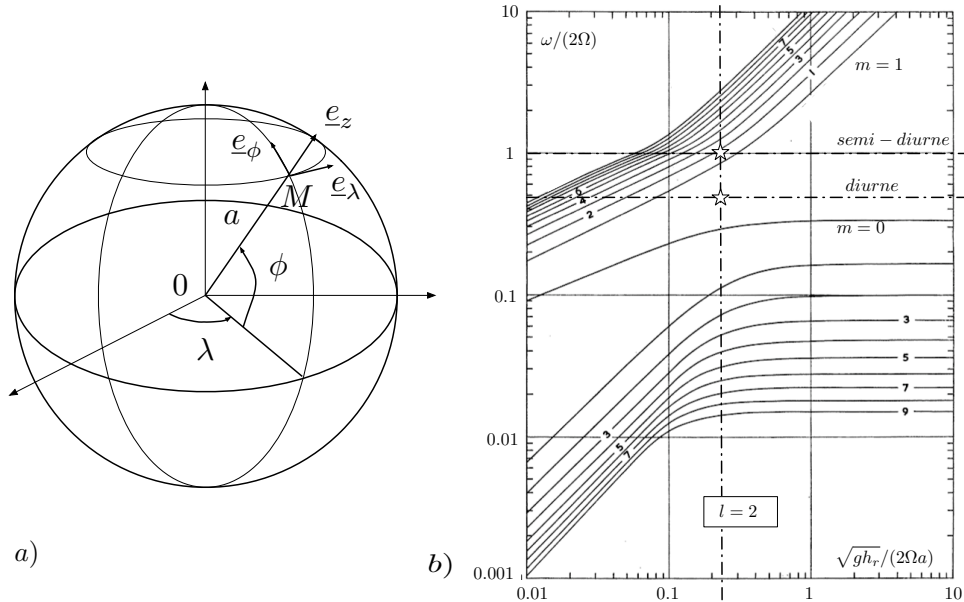 e_z
e_ϕ
e_λ
M
a
0
ϕ
λ
a)
10
ω/(2Ω)
7
5
3
1
m = 1
1
semi − diurne
6
4
2
diurne
m = 0
0.1
3
5
7
9
3
5
7
0.01
l = 2
√gh_r/(2Ωa)
0.001
b)
0.01
0.1
1
10